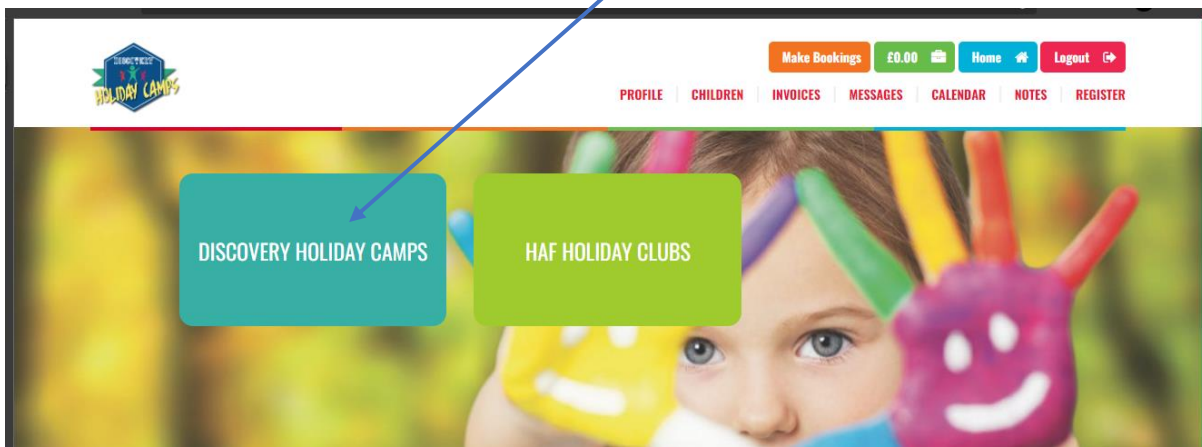 DISCOVERY
HOLIDAY CAMPS
Make Bookings £0.00 Home Logout
PROFILE CHILDREN INVOICES MESSAGES CALENDAR NOTES REGISTER
DISCOVERY HOLIDAY CAMPS HAF HOLIDAY CLUBS